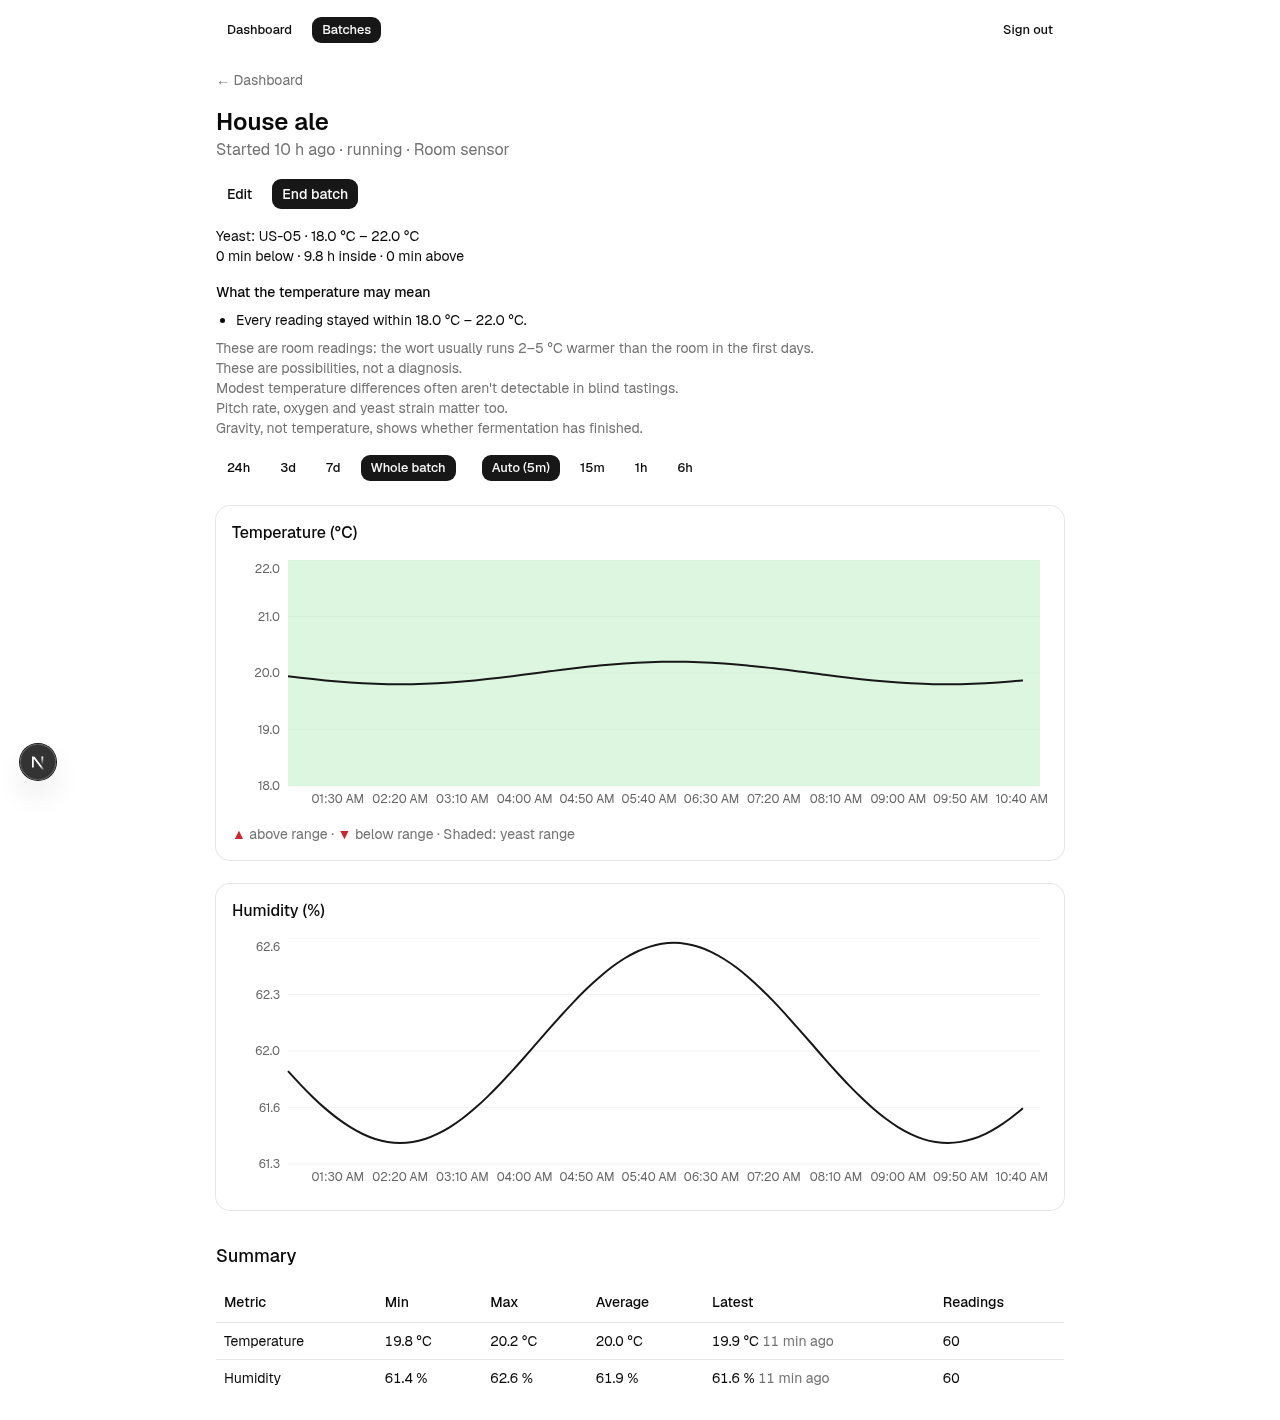 Dashboard Batches Sign out
← Dashboard
House ale
Started 10 h ago · running · Room sensor
Edit End batch
Yeast: US-05 · 18.0 °C – 22.0 °C
0 min below · 9.8 h inside · 0 min above
What the temperature may mean
• Every reading stayed within 18.0 °C – 22.0 °C.
These are room readings: the wort usually runs 2–5 °C warmer than the room in the first days.
These are possibilities, not a diagnosis.
Modest temperature differences often aren't detectable in blind tastings.
Pitch rate, oxygen and yeast strain matter too.
Gravity, not temperature, shows whether fermentation has finished.
24h 3d 7d Whole batch Auto (5m) 15m 1h 6h
Temperature (°C)
22.0
21.0
20.0
19.0
18.0
01:30 AM 02:20 AM 03:10 AM 04:00 AM 04:50 AM 05:40 AM 06:30 AM 07:20 AM 08:10 AM 09:00 AM 09:50 AM 10:40 AM
▲ above range · ▼ below range · Shaded: yeast range
Humidity (%)
62.6
62.3
62.0
61.6
61.3
01:30 AM 02:20 AM 03:10 AM 04:00 AM 04:50 AM 05:40 AM 06:30 AM 07:20 AM 08:10 AM 09:00 AM 09:50 AM 10:40 AM
Summary
Metric Min Max Average Latest Readings
Temperature 19.8 °C 20.2 °C 20.0 °C 19.9 °C 11 min ago 60
Humidity 61.4 % 62.6 % 61.9 % 61.6 % 11 min ago 60
N